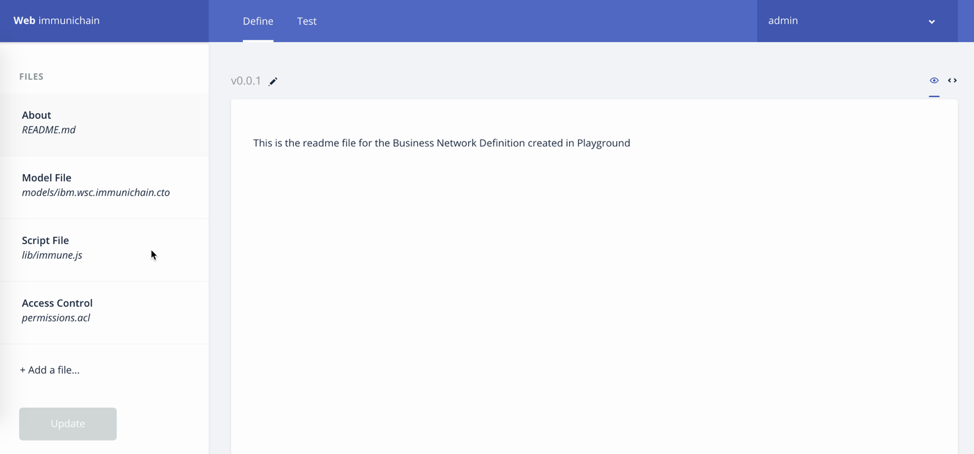 Web immunichain
Define
Test
admin
FILES
About
README.md
Model File
models/ibm.wsc.immunichain.cto
Script File
lib/immune.js
Access Control
permissions.acl
+ Add a file...
Update
v0.0.1
This is the readme file for the Business Network Definition created in Playground